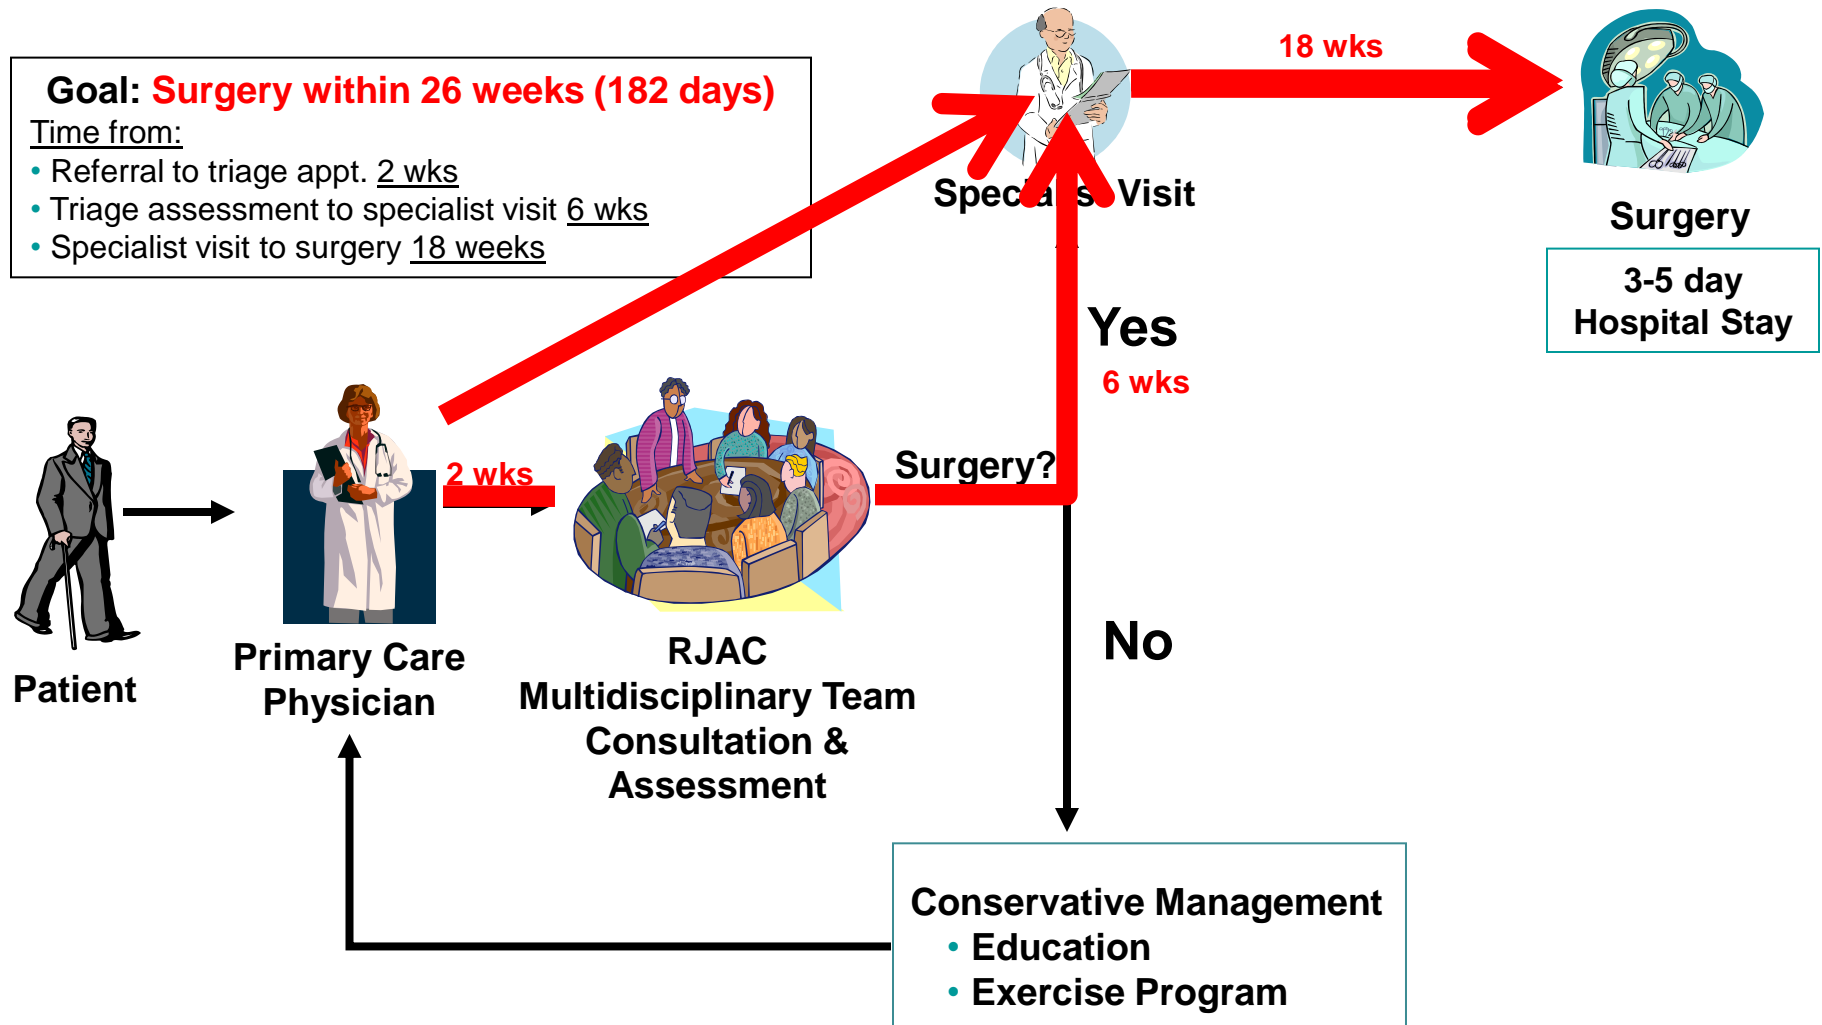 18 wks
Goal: Surgery within 26 weeks (182 days)
Time from:
• Referral to triage appt. 2 wks
• Triage assessment to specialist visit 6 wks
• Specialist visit to surgery 18 weeks
Specialist Visit
Surgery
3-5 day
Hospital Stay
Yes
6 wks
Surgery?
2 wks
No
Patient
Primary Care
Physician
RJAC
Multidisciplinary Team
Consultation &
Assessment
Conservative Management
• Education
• Exercise Program